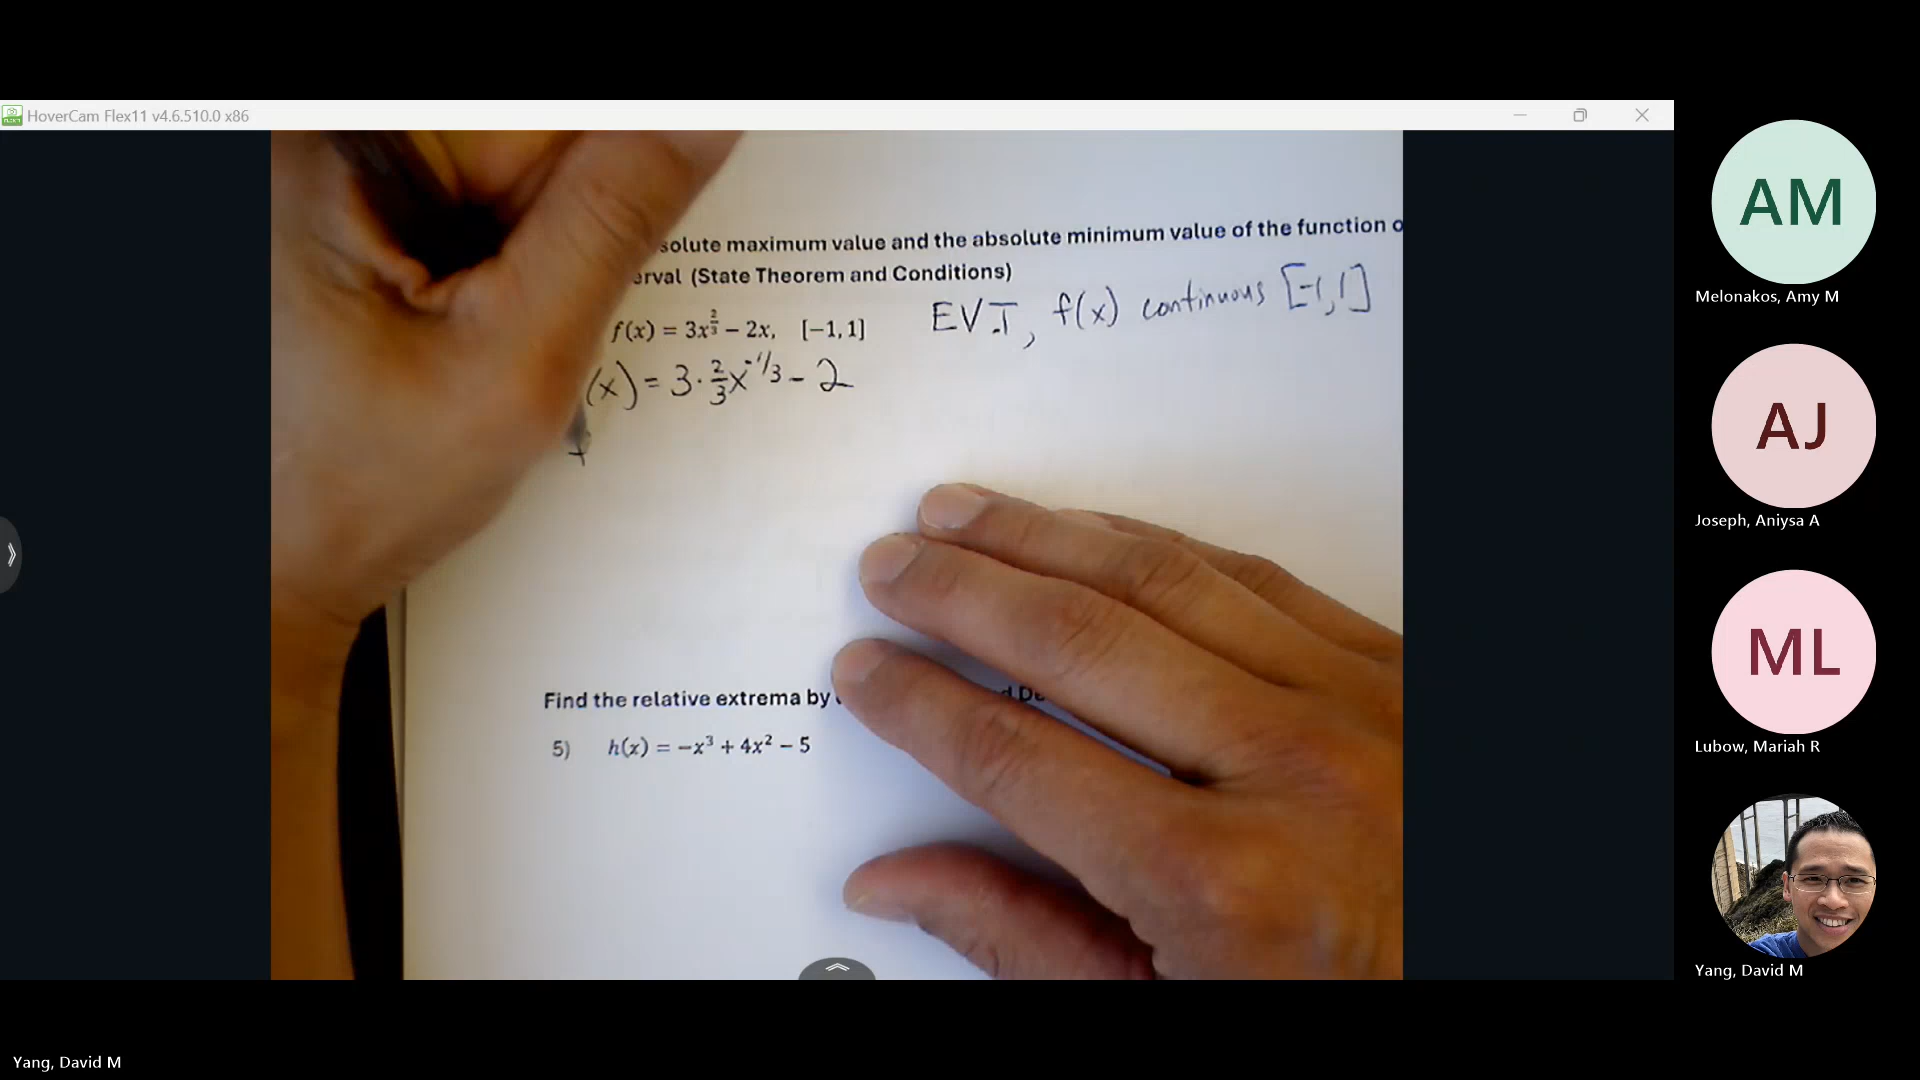 HoverCam Flex11 v4.6.510.0 x86
solute maximum value and the absolute minimum value of the function o
erval (State Theorem and Conditions)
EVT, f(x) continuous [-1,1]
f(x) = 3x^{2/3} − 2x, [−1, 1]
(x) = 3·2/3x^{-1/3} - 2
Find the relative extrema by
5) h(x) = −x³ + 4x² − 5
AM
Melonakos, Amy M
AJ
Joseph, Aniysa A
ML
Lubow, Mariah R
Yang, David M
Yang, David M